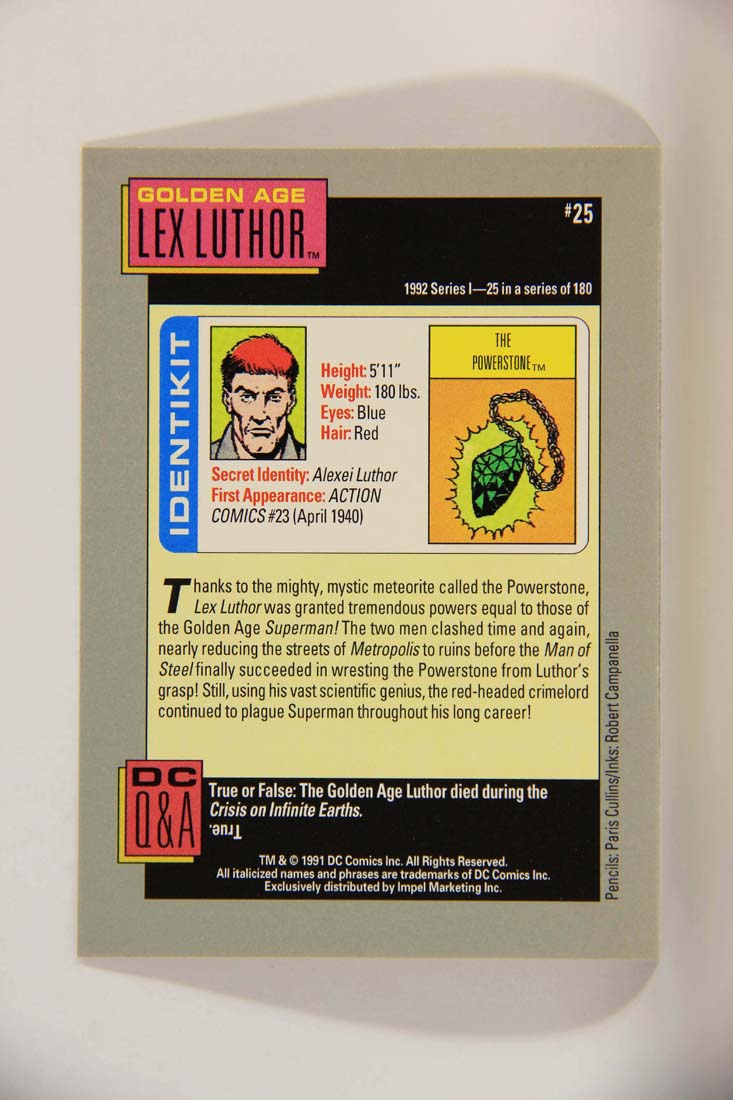 GOLDEN AGE
LEX LUTHOR™
#25
1992 Series I—25 in a series of 180
IDENTIKIT
Height: 5'11"
Weight: 180 lbs.
Eyes: Blue
Hair: Red
Secret Identity: Alexei Luthor
First Appearance: ACTION
COMICS #23 (April 1940)
THE
POWERSTONE™
Thanks to the mighty, mystic meteorite called the Powerstone,
Lex Luthor was granted tremendous powers equal to those of
the Golden Age Superman! The two men clashed time and again,
nearly reducing the streets of Metropolis to ruins before the Man of
Steel finally succeeded in wresting the Powerstone from Luthor's
grasp! Still, using his vast scientific genius, the red-headed crimelord
continued to plague Superman throughout his long career!
DC
Q&A
True or False: The Golden Age Luthor died during the
Crisis on Infinite Earths.
True.
TM & © 1991 DC Comics Inc. All Rights Reserved.
All italicized names and phrases are trademarks of DC Comics Inc.
Exclusively distributed by Impel Marketing Inc.
Pencils: Paris Cullins/Inks: Robert Campanella